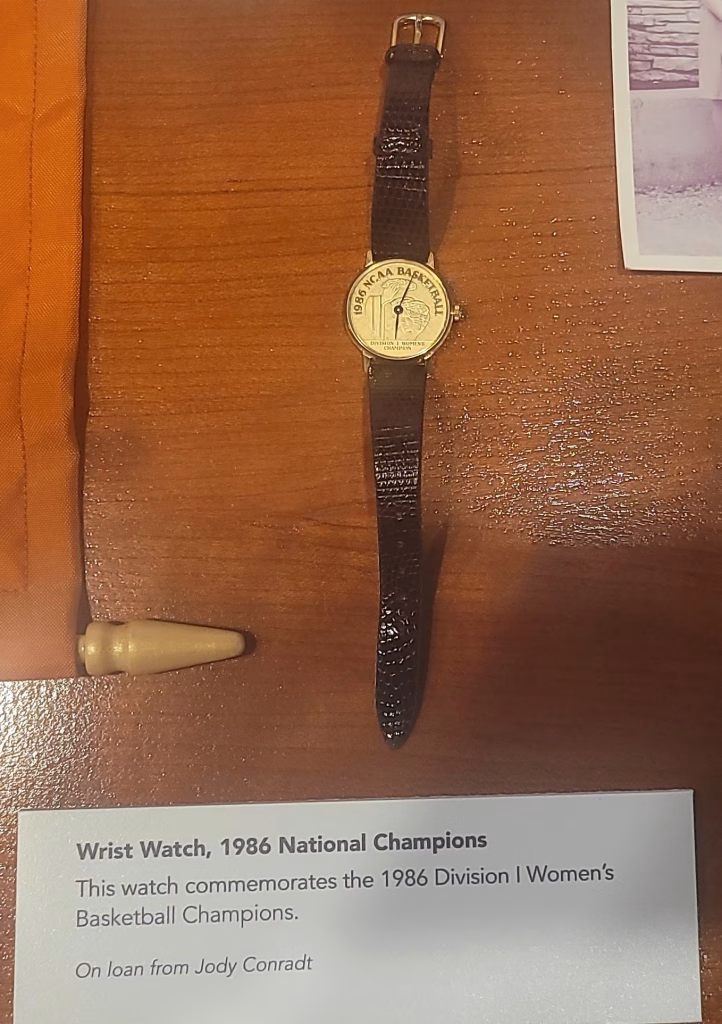 1986 NCAA BASKETBALL
DIVISION I WOMEN'S
CHAMPION
Wrist Watch, 1986 National Champions
This watch commemorates the 1986 Division I Women's
Basketball Champions.
On loan from Jody Conradt